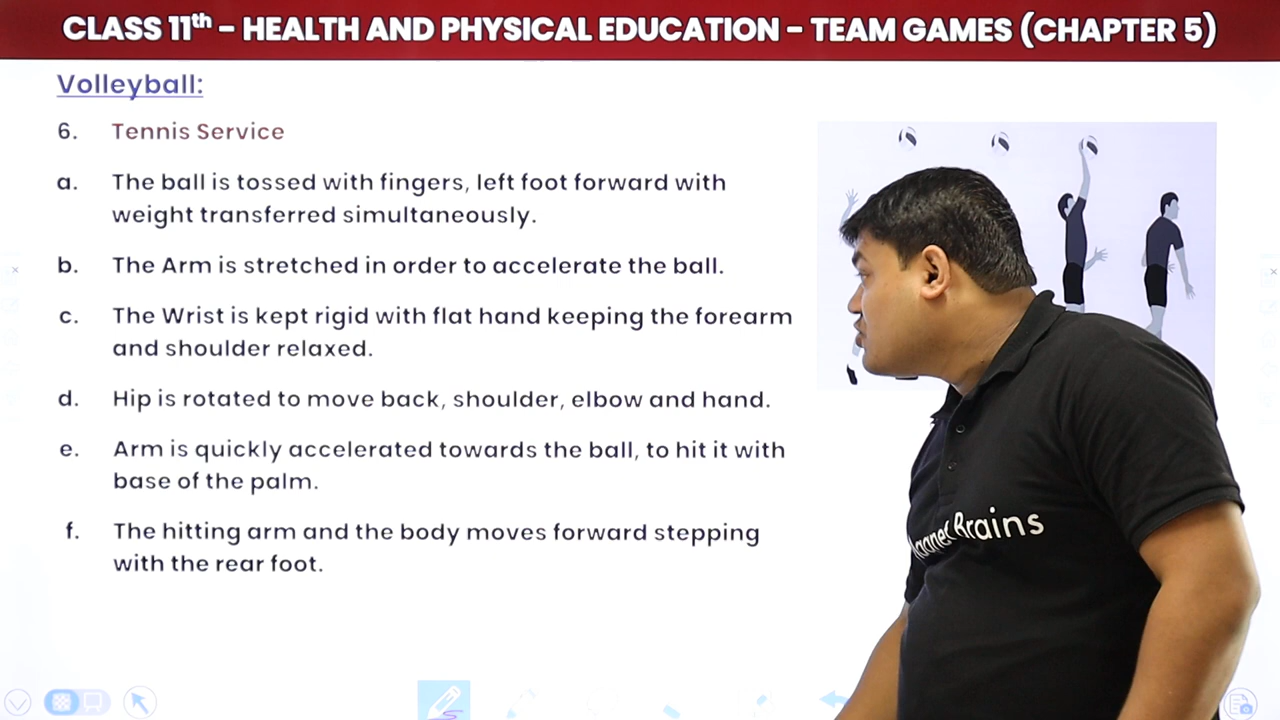 CLASS 11th – HEALTH AND PHYSICAL EDUCATION – TEAM GAMES (CHAPTER 5)
Volleyball:
6. Tennis Service
a. The ball is tossed with fingers, left foot forward with
weight transferred simultaneously.
b. The Arm is stretched in order to accelerate the ball.
c. The Wrist is kept rigid with flat hand keeping the forearm
and shoulder relaxed.
d. Hip is rotated to move back, shoulder, elbow and hand.
e. Arm is quickly accelerated towards the ball, to hit it with
base of the palm.
f. The hitting arm and the body moves forward stepping
with the rear foot.
Brains